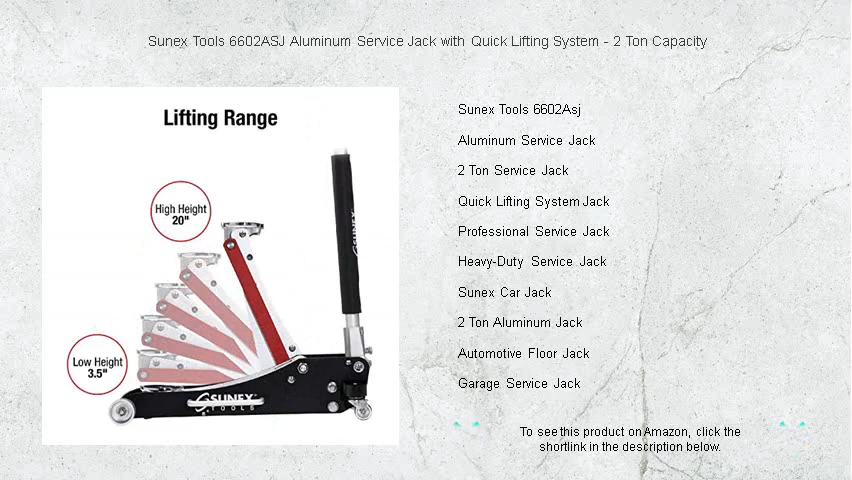 Sunex Tools 6602ASJ Aluminum Service Jack with Quick Lifting System - 2 Ton Capacity
Lifting Range
High Height
20"
Low Height
3.5"
SUNEX
SUNEX
TOOLS
Sunex Tools 6602Asj
Aluminum Service Jack
2 Ton Service Jack
Quick Lifting System Jack
Professional Service Jack
Heavy-Duty Service Jack
Sunex Car Jack
2 Ton Aluminum Jack
Automotive Floor Jack
Garage Service Jack
To see this product on Amazon, click the
shortlink in the description below.